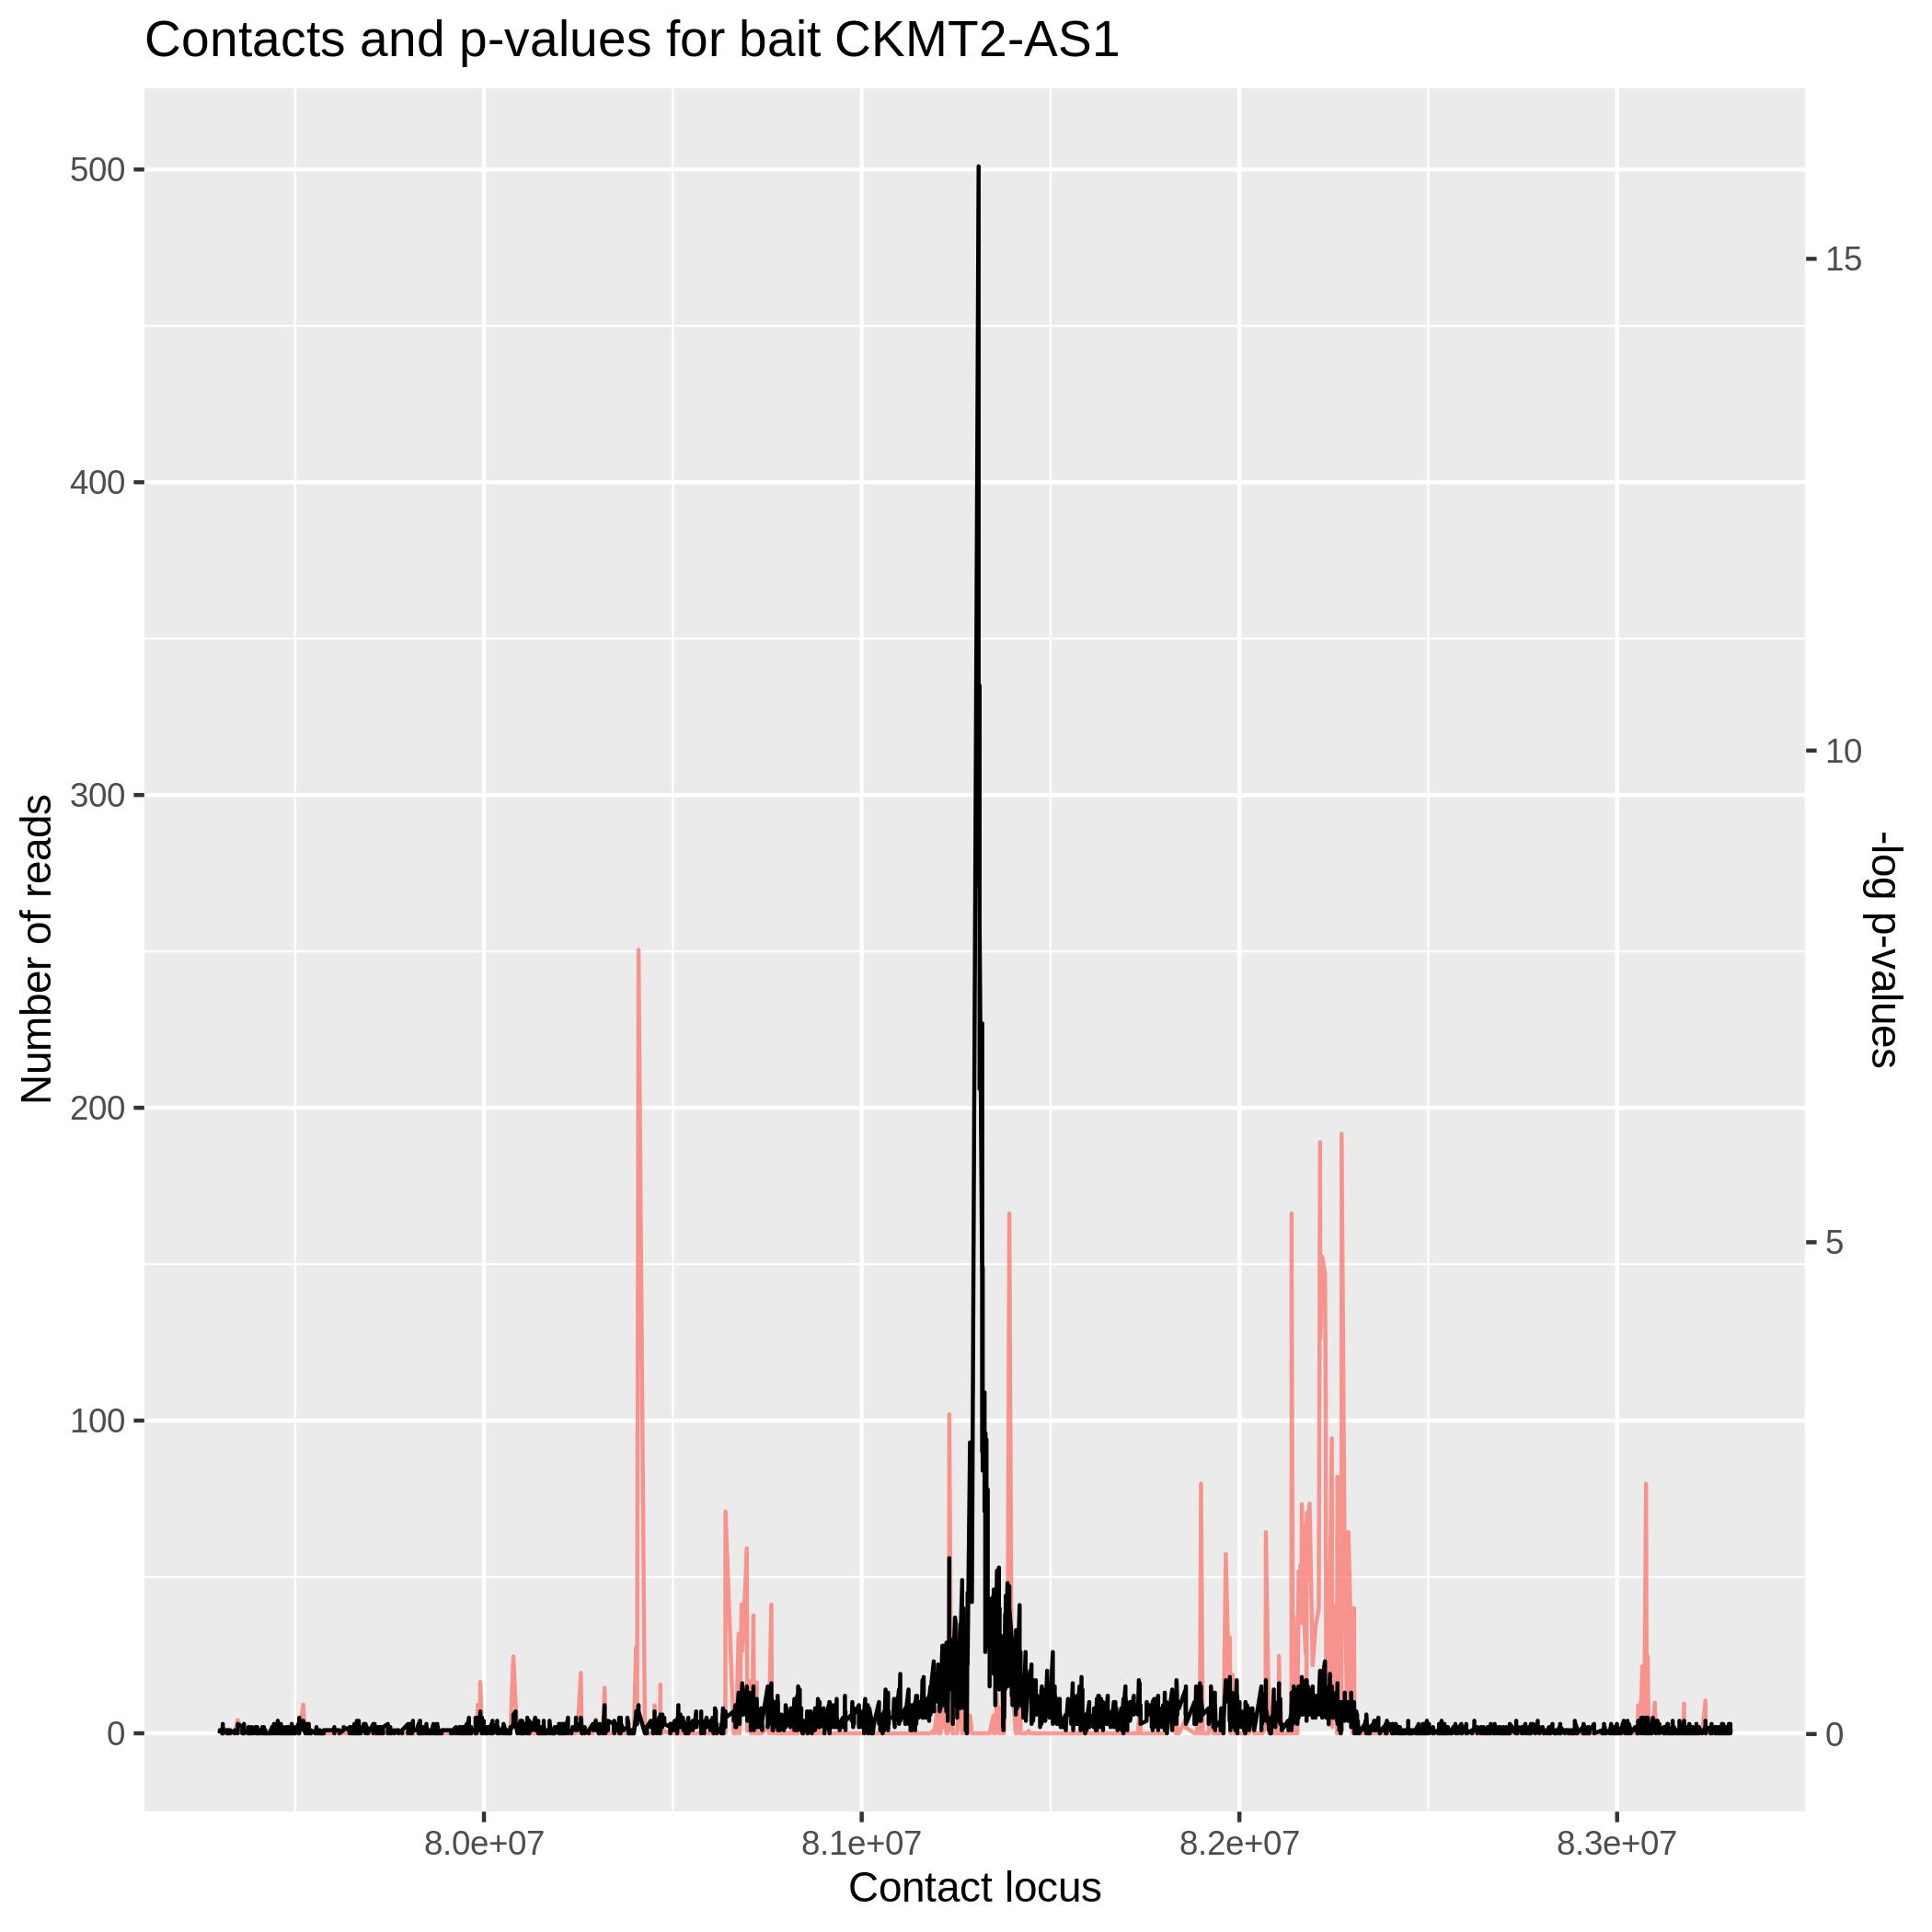 Contacts and p-values for bait CKMT2-AS1
Number of reads
500
400
300
200
100
0
15
10
5
0
-log p-values
8.0e+07
8.1e+07
8.2e+07
8.3e+07
Contact locus